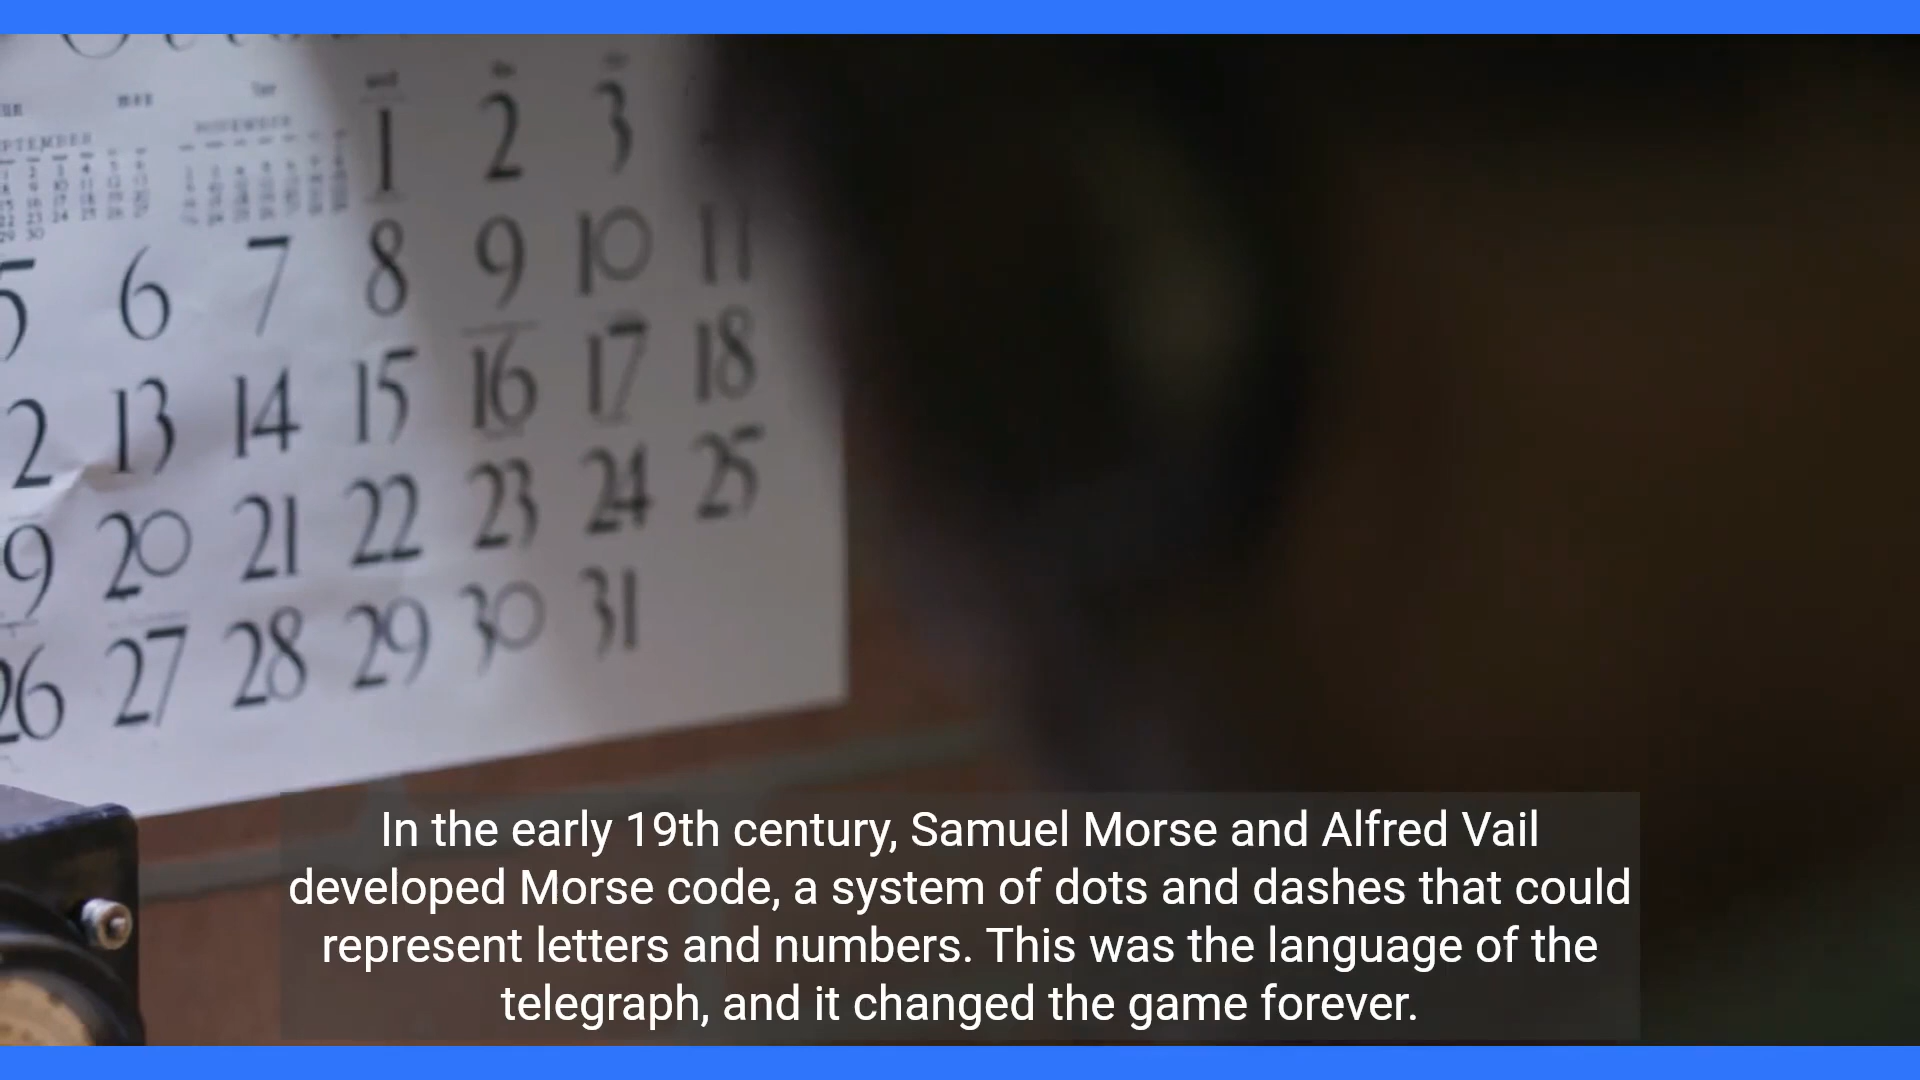 NOVEMBER
1 2 3
5 6 7 8 9 10 11
2 13 14 15 16 17 18
9 20 21 22 23 24 25
26 27 28 29 30 31
In the early 19th century, Samuel Morse and Alfred Vail
developed Morse code, a system of dots and dashes that could
represent letters and numbers. This was the language of the
telegraph, and it changed the game forever.